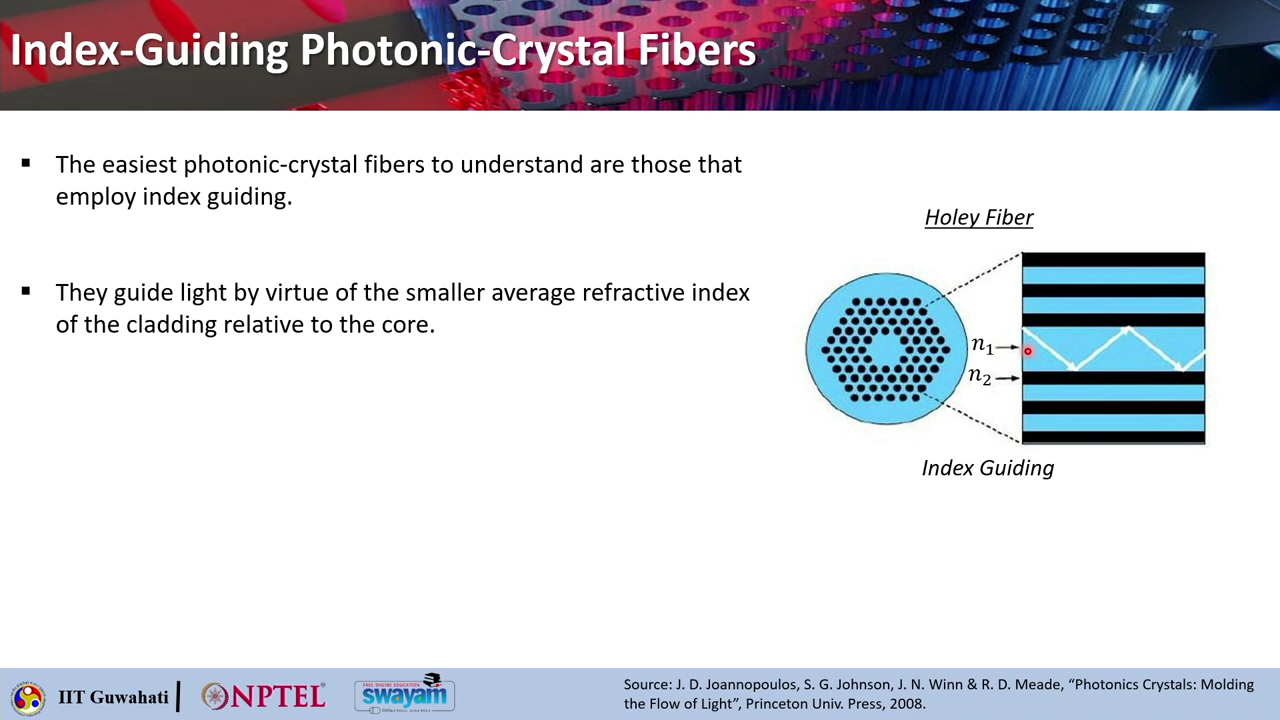 Index-Guiding Photonic-Crystal Fibers
▪ The easiest photonic-crystal fibers to understand are those that
employ index guiding.
▪ They guide light by virtue of the smaller average refractive index
of the cladding relative to the core.
Holey Fiber
n₁
n₂
Index Guiding
IIT Guwahati
NPTEL
FREE ONLINE EDUCATION
swayam
Source: J. D. Joannopoulos, S. G. Johnson, J. N. Winn & R. D. Meade, “Photonics Crystals: Molding
the Flow of Light”, Princeton Univ. Press, 2008.